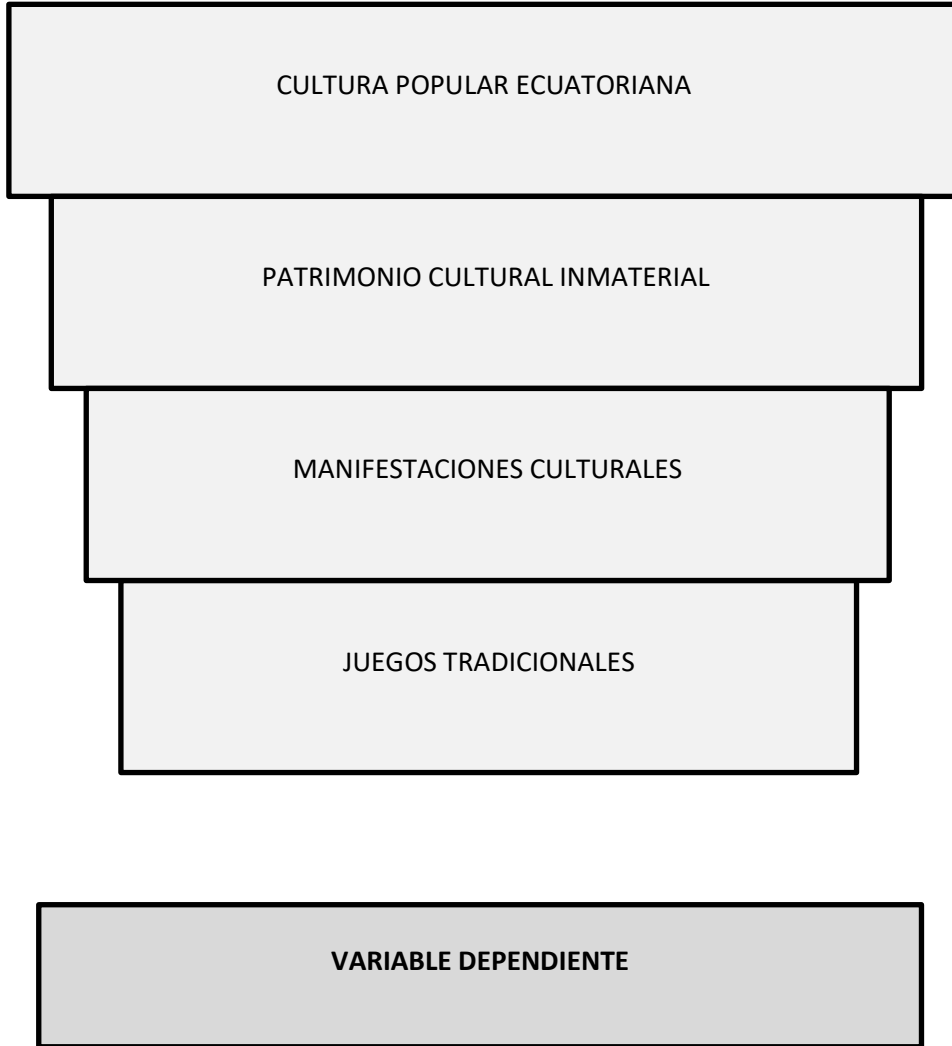 CULTURA POPULAR ECUATORIANA
PATRIMONIO CULTURAL INMATERIAL
MANIFESTACIONES CULTURALES
JUEGOS TRADICIONALES
VARIABLE DEPENDIENTE